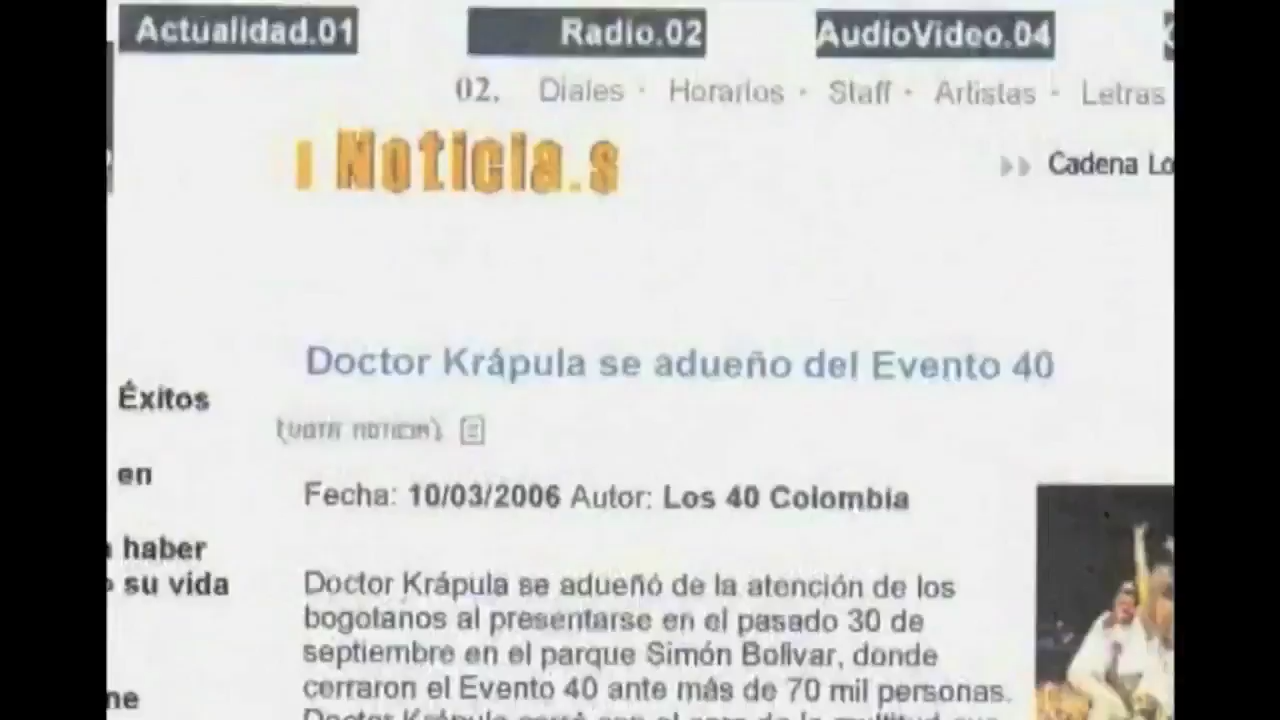 Actualidad.01 Radio.02 AudioVideo.04
02. Diales · Horarios · Staff · Artistas · Letras
Noticia.s
Cadena Lo
Doctor Krápula se adueño del Evento 40
Éxitos
(VOTA NOTICIA)
en
Fecha: 10/03/2006 Autor: Los 40 Colombia
haber
su vida
Doctor Krápula se adueñó de la atención de los
bogotanos al presentarse en el pasado 30 de
septiembre en el parque Simón Bolivar, donde
cerraron el Evento 40 ante más de 70 mil personas.
ne